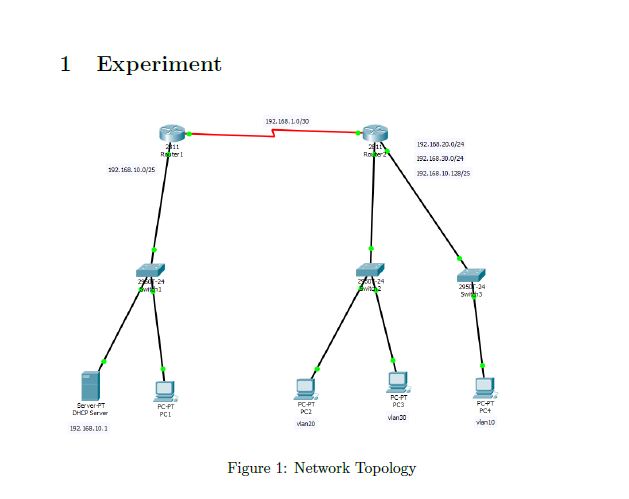 1 Experiment
192.168.1.0/30
2811
Router1
2811
Router2
192.168.20.0/24
192.168.30.0/24
192.168.10.128/25
192.168.10.0/25
2950T-24
Switch1
2950T-24
Switch2
2950T-24
Switch3
Server-PT
DHCP Server
192.168.10.1
PC-PT
PC1
PC-PT
PC2
vlan20
PC-PT
PC3
vlan30
PC-PT
PC4
vlan10
Figure 1: Network Topology